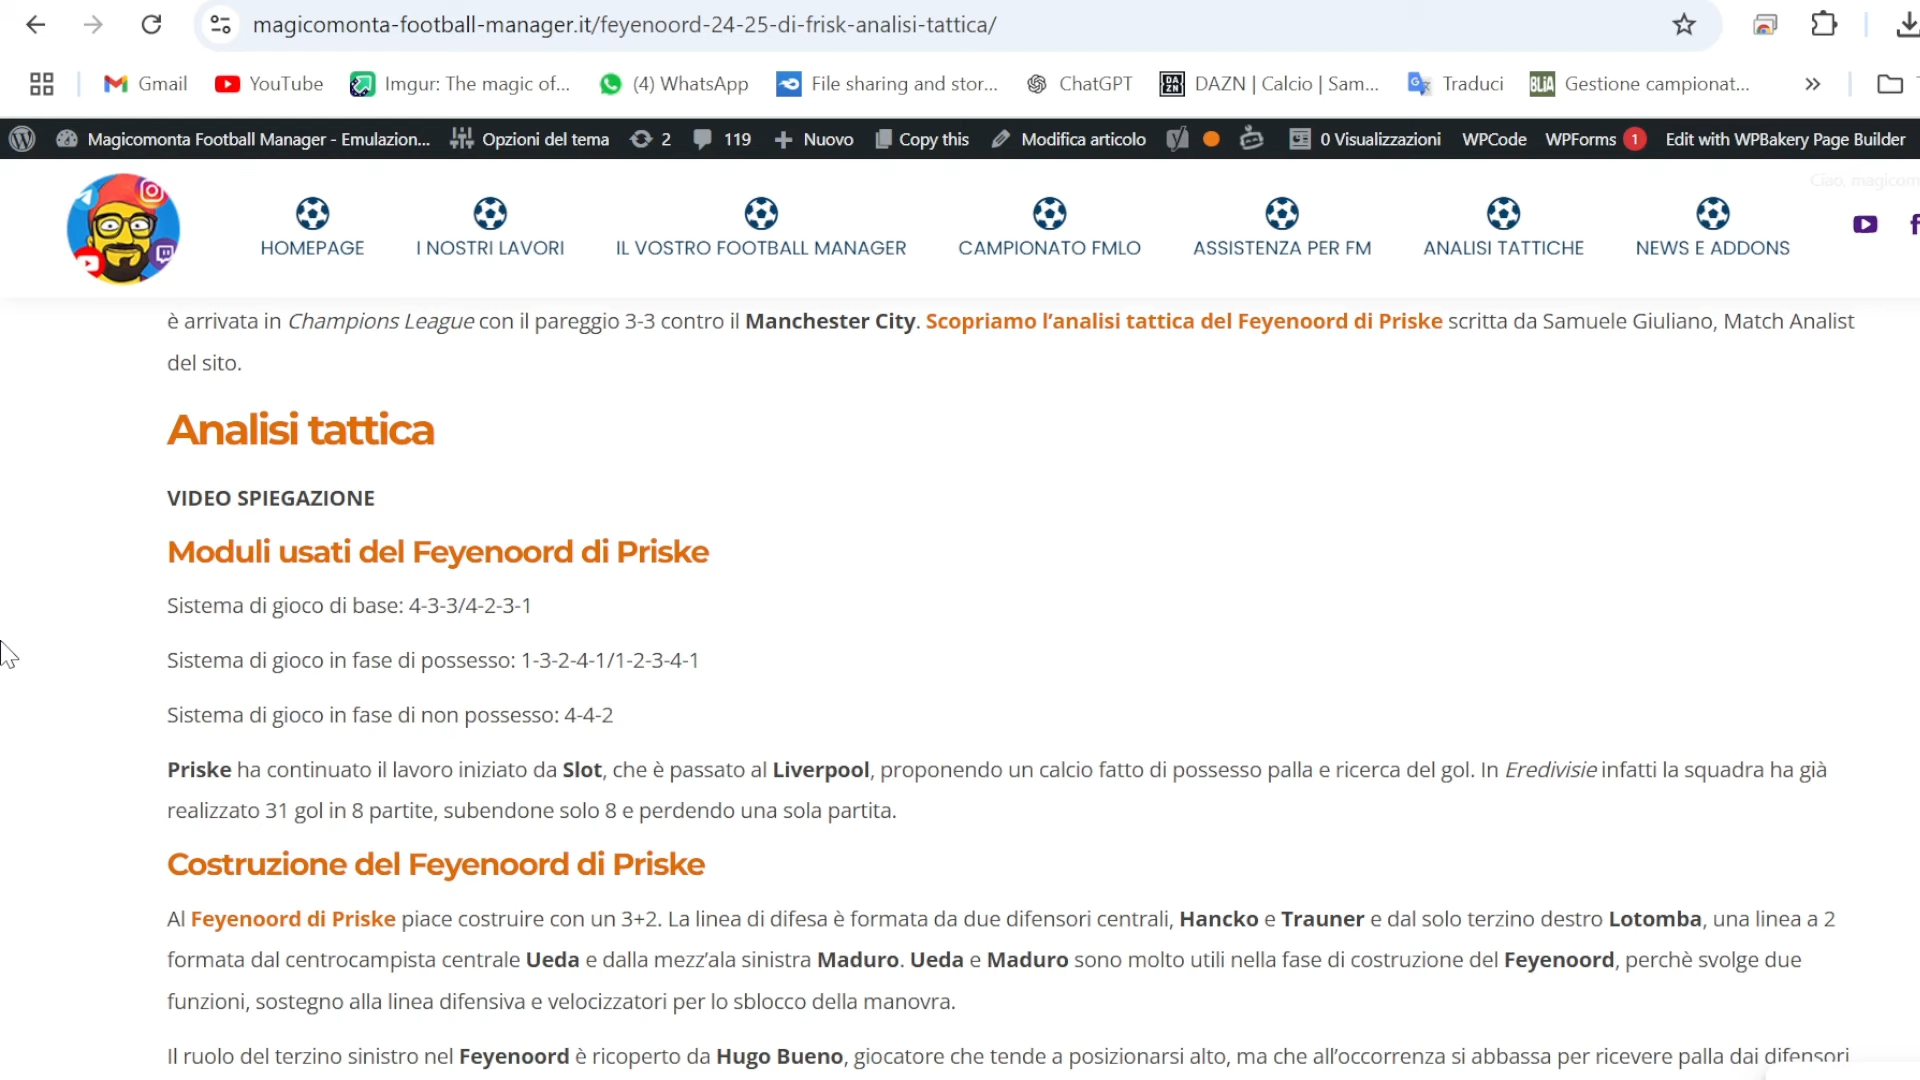 magicomonta-football-manager.it/feyenoord-24-25-di-frisk-analisi-tattica/
Gmail YouTube Imgur: The magic of... (4) WhatsApp File sharing and stor... ChatGPT DAZN | Calcio | Sam... Traduci BLiA Gestione campionat... »
Magicomonta Football Manager - Emulazion... Opzioni del tema 2 119 + Nuovo Copy this Modifica articolo 0 Visualizzazioni WPCode WPForms 1 Edit with WPBakery Page Builder
Ciao, magicom
HOMEPAGE I NOSTRI LAVORI IL VOSTRO FOOTBALL MANAGER CAMPIONATO FMLO ASSISTENZA PER FM ANALISI TATTICHE NEWS E ADDONS
è arrivata in Champions League con il pareggio 3-3 contro il Manchester City. Scopriamo l'analisi tattica del Feyenoord di Priske scritta da Samuele Giuliano, Match Analist
del sito.
Analisi tattica
VIDEO SPIEGAZIONE
Moduli usati del Feyenoord di Priske
Sistema di gioco di base: 4-3-3/4-2-3-1
Sistema di gioco in fase di possesso: 1-3-2-4-1/1-2-3-4-1
Sistema di gioco in fase di non possesso: 4-4-2
Priske ha continuato il lavoro iniziato da Slot, che è passato al Liverpool, proponendo un calcio fatto di possesso palla e ricerca del gol. In Eredivisie infatti la squadra ha già
realizzato 31 gol in 8 partite, subendone solo 8 e perdendo una sola partita.
Costruzione del Feyenoord di Priske
Al Feyenoord di Priske piace costruire con un 3+2. La linea di difesa è formata da due difensori centrali, Hancko e Trauner e dal solo terzino destro Lotomba, una linea a 2
formata dal centrocampista centrale Ueda e dalla mezz'ala sinistra Maduro. Ueda e Maduro sono molto utili nella fase di costruzione del Feyenoord, perchè svolge due
funzioni, sostegno alla linea difensiva e velocizzatori per lo sblocco della manovra.
Il ruolo del terzino sinistro nel Feyenoord è ricoperto da Hugo Bueno, giocatore che tende a posizionarsi alto, ma che all'occorrenza si abbassa per ricevere palla dai difensori